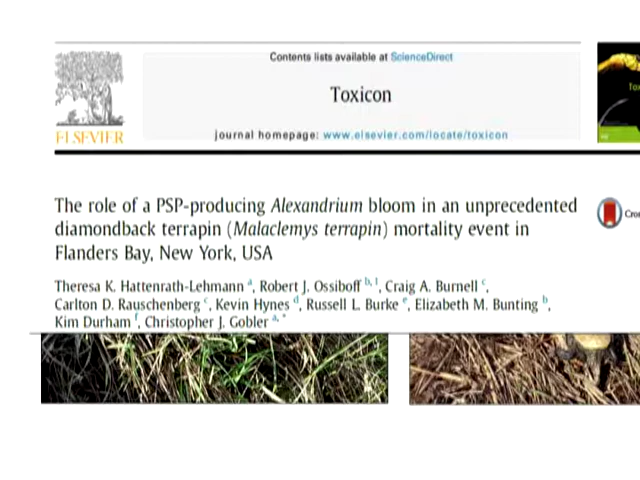 Contents lists available at ScienceDirect
Toxicon
ELSEVIER
journal homepage: www.elsevier.com/locate/toxicon
The role of a PSP-producing Alexandrium bloom in an unprecedented
diamondback terrapin (Malaclemys terrapin) mortality event in
Flanders Bay, New York, USA
Theresa K. Hattenrath-Lehmann a, Robert J. Ossiboff b, 1, Craig A. Burnell c,
Carlton D. Rauschenberg c, Kevin Hynes d, Russell L. Burke e, Elizabeth M. Bunting b,
Kim Durham f, Christopher J. Gobler a, *